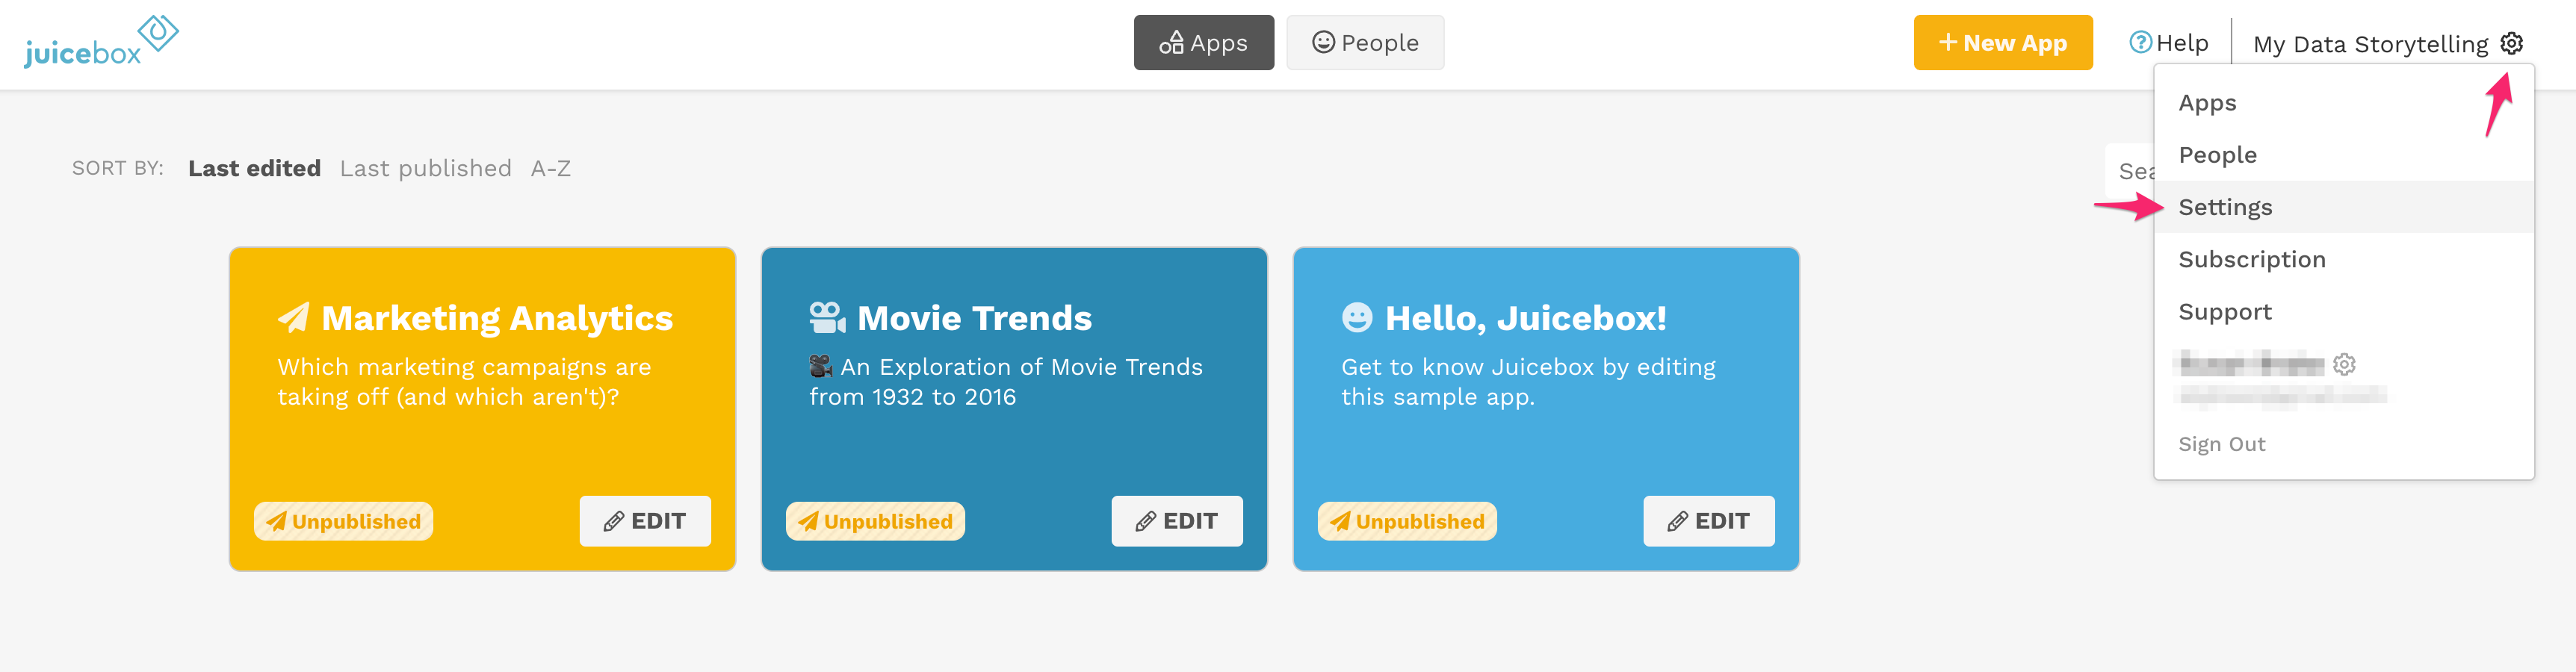 juicebox
Apps
People
New App
Help
My Data Storytelling
Apps
People
Settings
Subscription
Support
Sign Out
SORT BY: Last edited Last published A-Z
Marketing Analytics
Which marketing campaigns are
taking off (and which aren't)?
Unpublished
EDIT
Movie Trends
An Exploration of Movie Trends
from 1932 to 2016
Unpublished
EDIT
Hello, Juicebox!
Get to know Juicebox by editing
this sample app.
Unpublished
EDIT